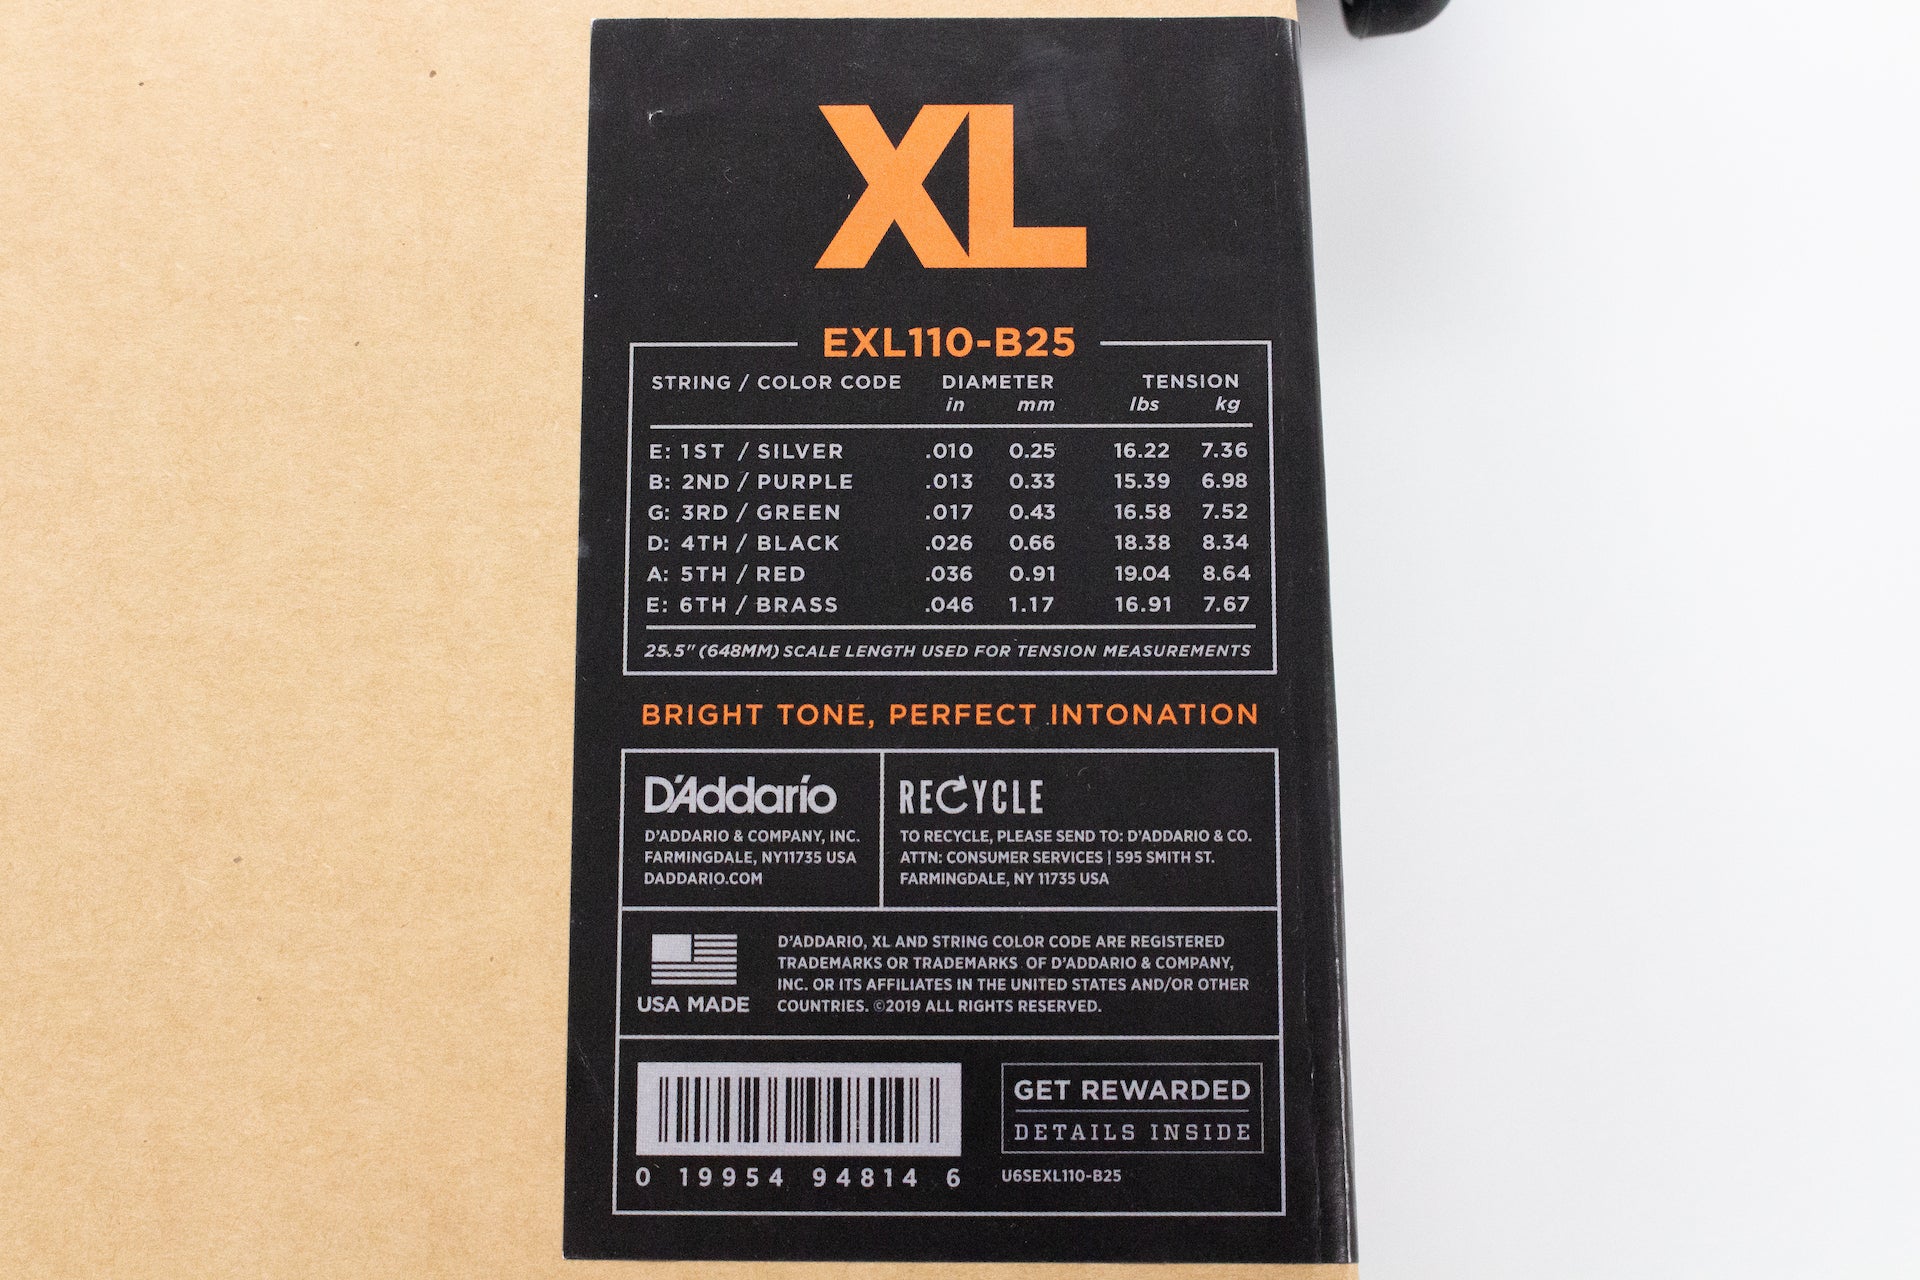 XL
EXL110-B25
STRING / COLOR CODE DIAMETER TENSION
in mm lbs kg
E: 1ST / SILVER .010 0.25 16.22 7.36
B: 2ND / PURPLE .013 0.33 15.39 6.98
G: 3RD / GREEN .017 0.43 16.58 7.52
D: 4TH / BLACK .026 0.66 18.38 8.34
A: 5TH / RED .036 0.91 19.04 8.64
E: 6TH / BRASS .046 1.17 16.91 7.67
25.5" (648MM) SCALE LENGTH USED FOR TENSION MEASUREMENTS
BRIGHT TONE, PERFECT INTONATION
D'Addario
D'ADDARIO & COMPANY, INC.
FARMINGDALE, NY11735 USA
DADDARIO.COM
RECYCLE
TO RECYCLE, PLEASE SEND TO: D'ADDARIO & CO.
ATTN: CONSUMER SERVICES | 595 SMITH ST.
FARMINGDALE, NY 11735 USA
USA MADE
D'ADDARIO, XL AND STRING COLOR CODE ARE REGISTERED
TRADEMARKS OR TRADEMARKS OF D'ADDARIO & COMPANY,
INC. OR ITS AFFILIATES IN THE UNITED STATES AND/OR OTHER
COUNTRIES. ©2019 ALL RIGHTS RESERVED.
0 19954 94814 6
GET REWARDED
DETAILS INSIDE
U6SEXL110-B25